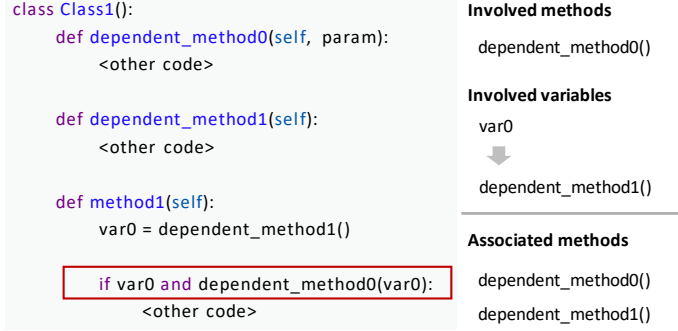 class Class1():
def dependent_method0(self, param):
<other code>
def dependent_method1(self):
<other code>
def method1(self):
var0 = dependent_method1()
if var0 and dependent_method0(var0):
<other code>
Involved methods
dependent_method0()
Involved variables
var0
dependent_method1()
Associated methods
dependent_method0()
dependent_method1()